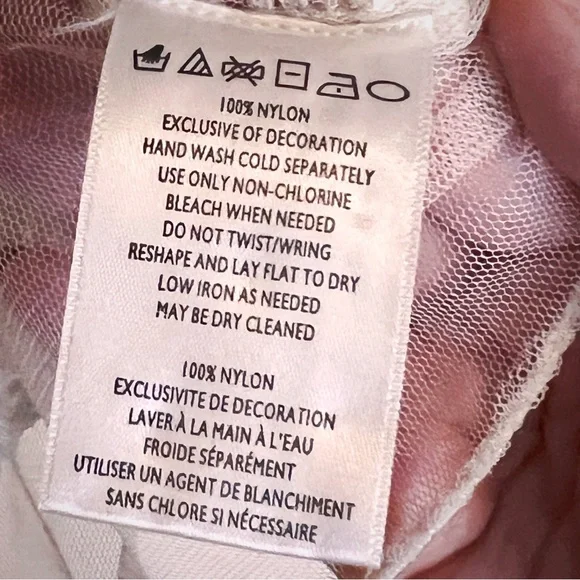 100% NYLON
EXCLUSIVE OF DECORATION
HAND WASH COLD SEPARATELY
USE ONLY NON-CHLORINE
BLEACH WHEN NEEDED
DO NOT TWIST/WRING
RESHAPE AND LAY FLAT TO DRY
LOW IRON AS NEEDED
MAY BE DRY CLEANED
100% NYLON
EXCLUSIVITE DE DECORATION
LAVER À LA MAIN À L'EAU
FROIDE SÉPARÉMENT
UTILISER UN AGENT DE BLANCHIMENT
SANS CHLORE SI NÉCESSAIRE